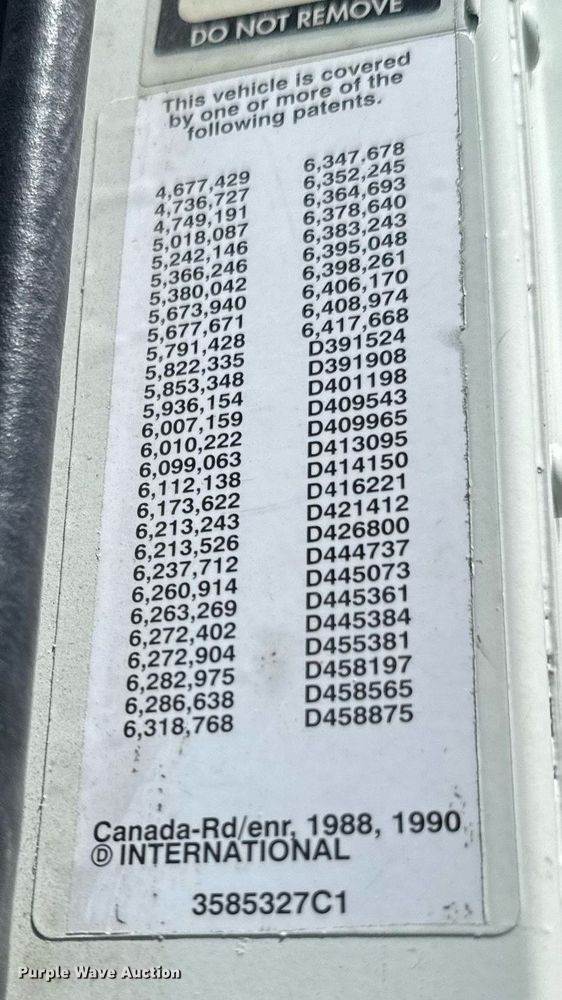 DO NOT REMOVE
This vehicle is covered
by one or more of the
following patents.
4,677,429
4,736,727
4,749,191
5,018,087
5,242,146
5,366,246
5,380,042
5,673,940
5,677,671
5,791,428
5,822,335
5,853,348
5,936,154
6,007,159
6,010,222
6,099,063
6,112,138
6,173,622
6,213,243
6,213,526
6,237,712
6,260,914
6,263,269
6,272,402
6,272,904
6,282,975
6,286,638
6,318,768
6,347,678
6,352,245
6,364,693
6,378,640
6,383,243
6,395,048
6,398,261
6,406,170
6,408,974
6,417,668
D391524
D391908
D401198
D409543
D409965
D413095
D414150
D416221
D421412
D426800
D444737
D445073
D445361
D445384
D455381
D458197
D458565
D458875
Canada-Rd/enr, 1988, 1990
Ⓓ INTERNATIONAL
3585327C1
Purple Wave Auction